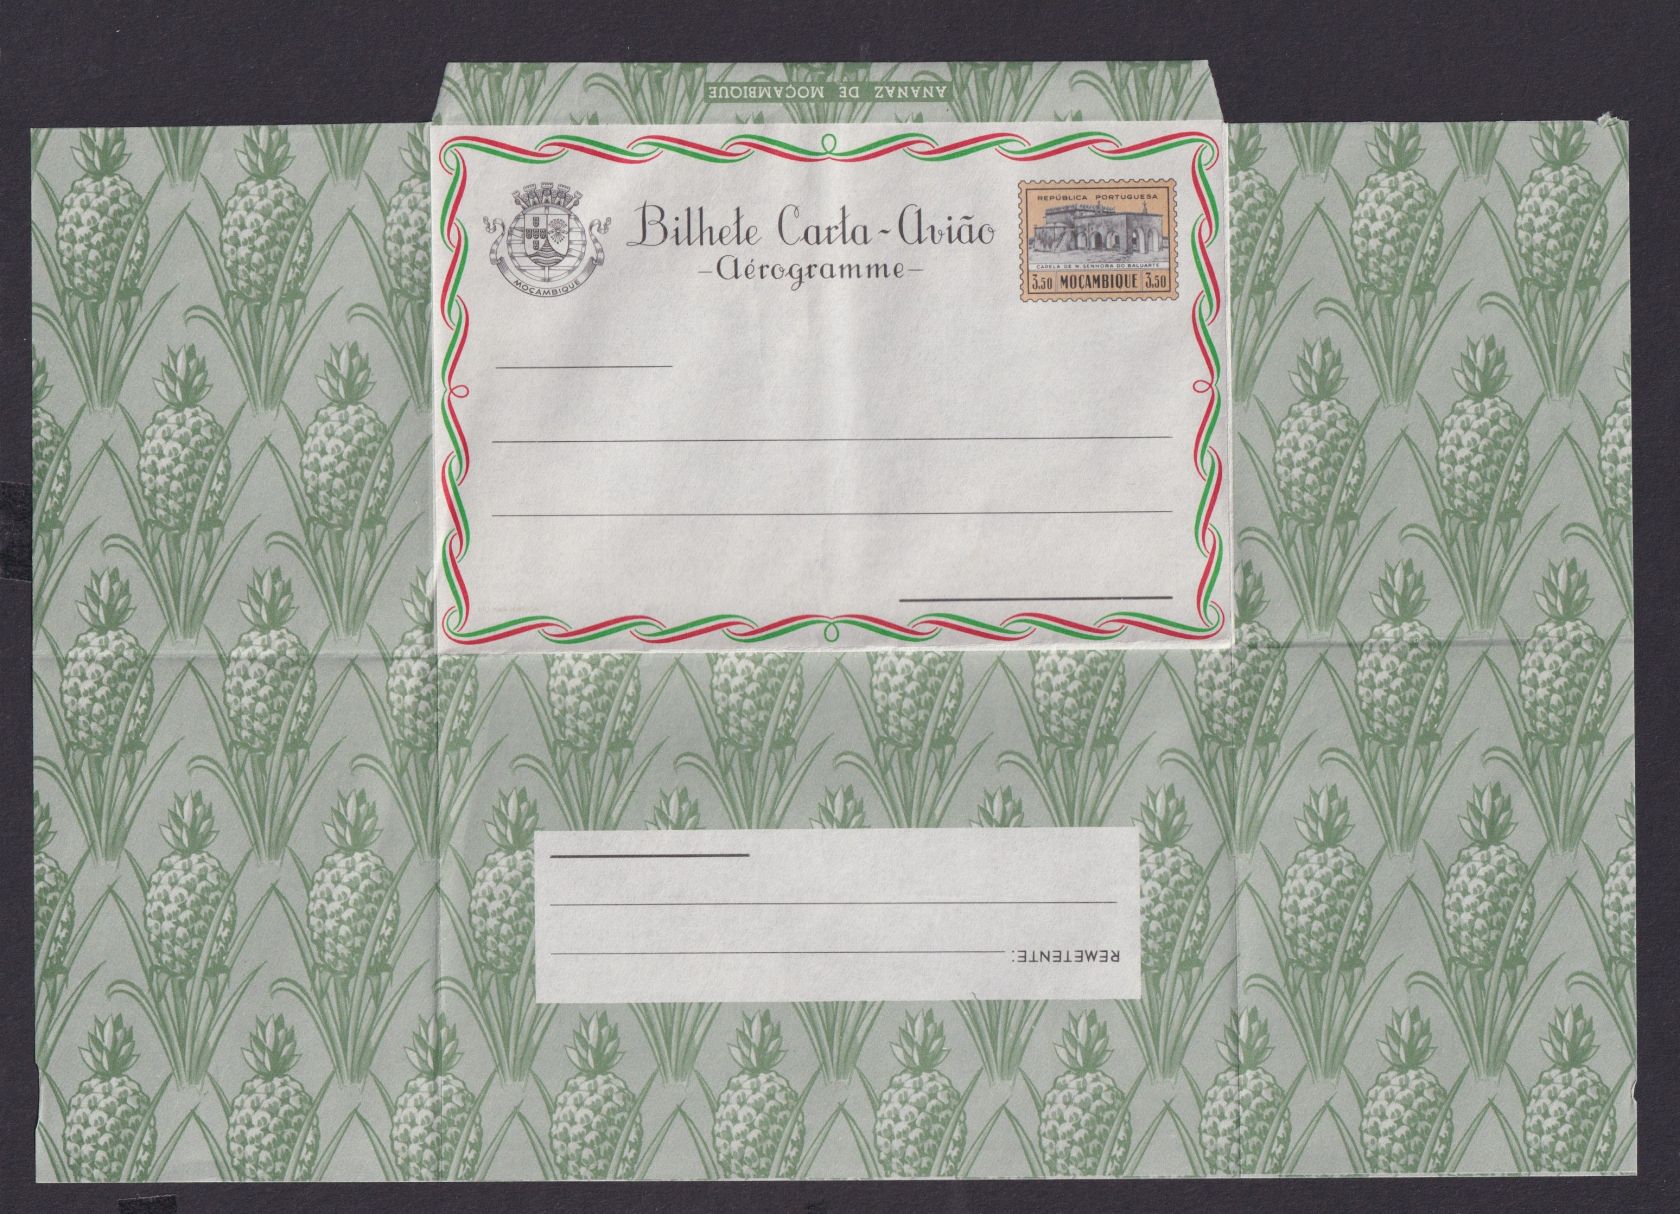 ANANAZ DE MOÇAMBIQUE
Bilhete Carta-Avião
-Aérogramme-
MOÇAMBIQUE
REPÚBLICA PORTUGUESA
CAPELA DE N. SENHORA DO BALUARTE
3.50 MOÇAMBIQUE 3.50
REMETENTE: